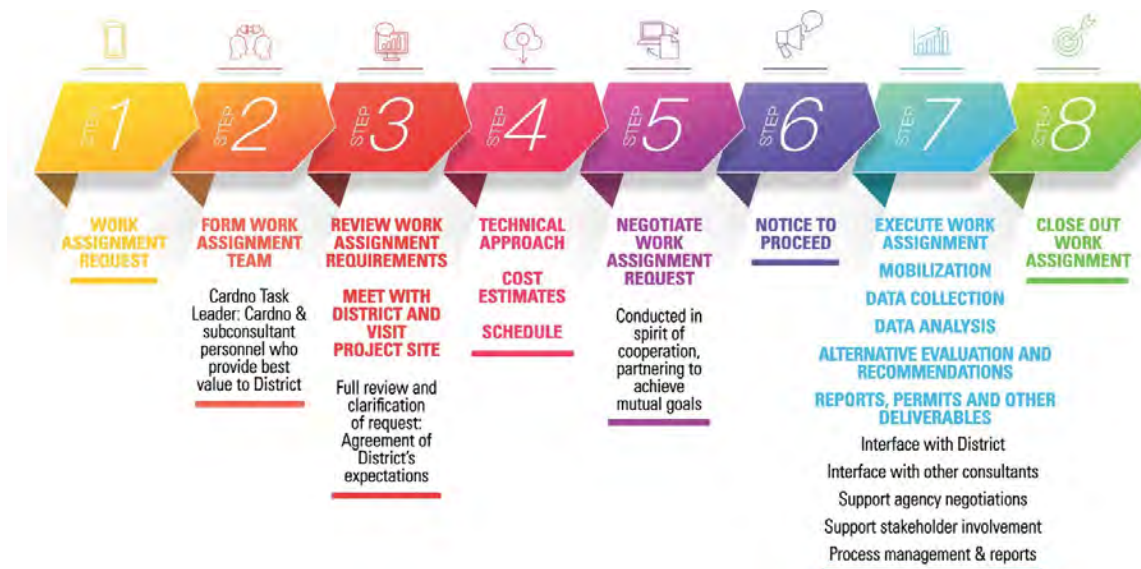 STEP 1
STEP 2
STEP 3
STEP 4
STEP 5
STEP 6
STEP 7
STEP 8
WORK
ASSIGNMENT
REQUEST
FORM WORK
ASSIGNMENT
TEAM
Cardno Task
Leader: Cardno &
subconsultant
personnel who
provide best
value to District
REVIEW WORK
ASSIGNMENT
REQUIREMENTS
MEET WITH
DISTRICT AND
VISIT
PROJECT SITE
Full review and
clarification
of request:
Agreement of
District's
expectations
TECHNICAL
APPROACH
COST
ESTIMATES
SCHEDULE
NEGOTIATE
WORK
ASSIGNMENT
REQUEST
Conducted in
spirit of
cooperation,
partnering to
achieve
mutual goals
NOTICE TO
PROCEED
EXECUTE WORK
ASSIGNMENT
MOBILIZATION
DATA COLLECTION
DATA ANALYSIS
ALTERNATIVE EVALUATION AND
RECOMMENDATIONS
REPORTS, PERMITS AND OTHER
DELIVERABLES
Interface with District
Interface with other consultants
Support agency negotiations
Support stakeholder involvement
Process management & reports
CLOSE OUT
WORK
ASSIGNMENT